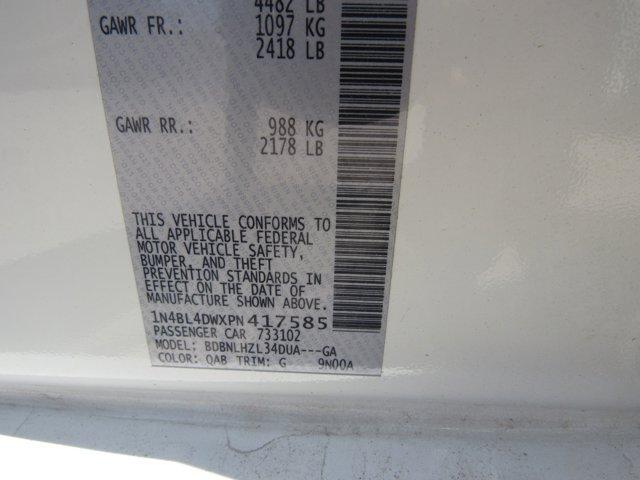 4482 LB
GAWR FR.: 1097 KG
2418 LB
GAWR RR.: 988 KG
2178 LB
THIS VEHICLE CONFORMS TO
ALL APPLICABLE FEDERAL
MOTOR VEHICLE SAFETY,
BUMPER, AND THEFT
PREVENTION STANDARDS IN
EFFECT ON THE DATE OF
MANUFACTURE SHOWN ABOVE.
1N4BL4DWXPN417585
PASSENGER CAR 733102
MODEL: BDBNLHZL34DUA---GA
COLOR: QAB TRIM: G 9N00A